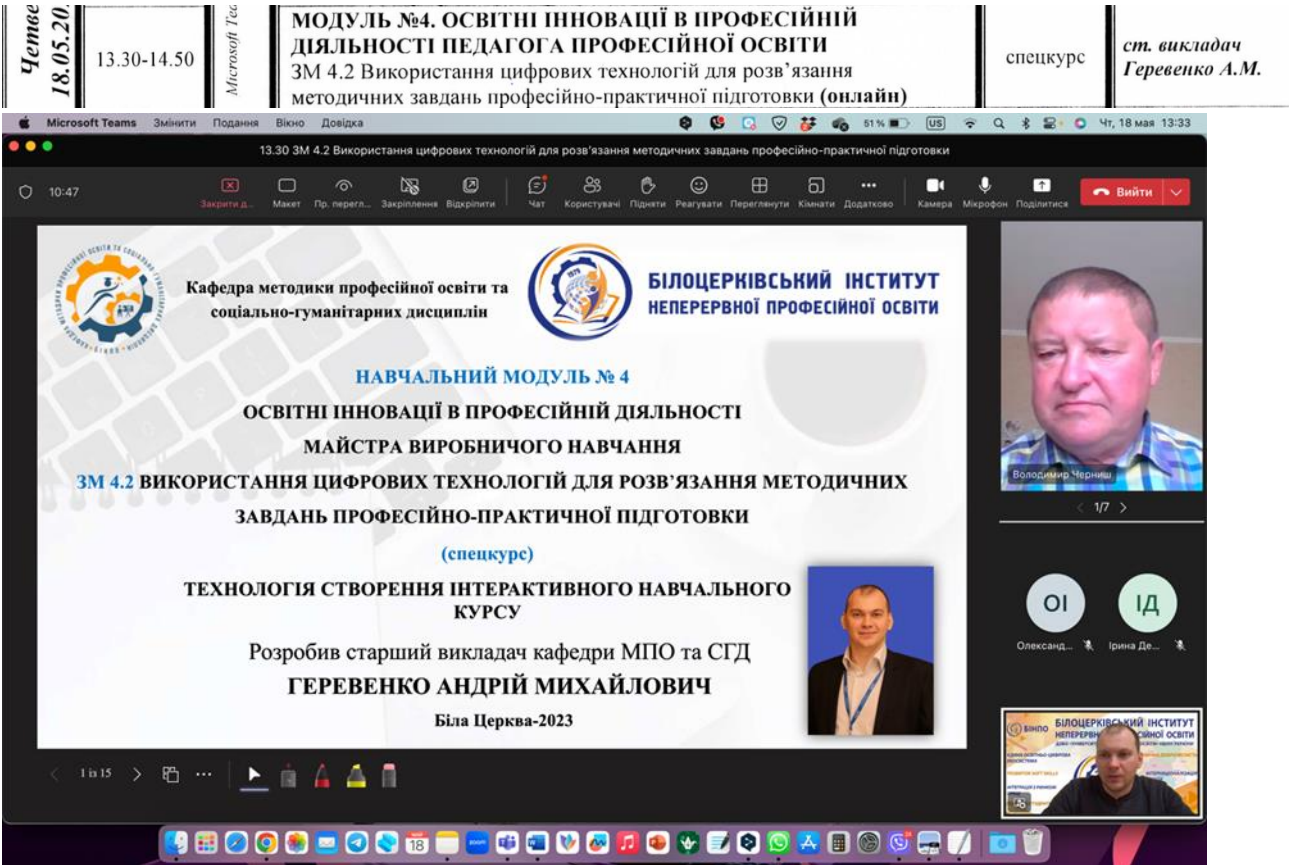 Четве
18.05.20.
13.30-14.50
Microsoft Tea
МОДУЛЬ №4. ОСВІТНІ ІННОВАЦІЇ В ПРОФЕСІЙНІЙ
ДІЯЛЬНОСТІ ПЕДАГОГА ПРОФЕСІЙНОЇ ОСВІТИ
ЗМ 4.2 Використання цифрових технологій для розв’язання
методичних завдань професійно-практичної підготовки (онлайн)
спецкурс
ст. викладач
Геревенко А.М.
Microsoft Teams Змінити Подання Вікно Довідка
51 % US Чт, 18 мая 13:33
13.30 ЗМ 4.2 Використання цифрових технологій для розв'язання методичних завдань професійно-практичної підготовки
10:47
Закрити д... Макет Пр. перегл... Закріплення Відкріпити Чат Користувачі Підняти Реагувати Переглянути Кімнати Додатково Камера Мікрофон Поділитися Вийти
Кафедра методики професійної освіти та
соціально-гуманітарних дисциплін
1979
БІЛОЦЕРКІВСЬКИЙ ІНСТИТУТ
НЕПЕРЕРВНОЇ ПРОФЕСІЙНОЇ ОСВІТИ
НАВЧАЛЬНИЙ МОДУЛЬ № 4
ОСВІТНІ ІННОВАЦІЇ В ПРОФЕСІЙНІЙ ДІЯЛЬНОСТІ
МАЙСТРА ВИРОБНИЧОГО НАВЧАННЯ
ЗМ 4.2 ВИКОРИСТАННЯ ЦИФРОВИХ ТЕХНОЛОГІЙ ДЛЯ РОЗВ’ЯЗАННЯ МЕТОДИЧНИХ
ЗАВДАНЬ ПРОФЕСІЙНО-ПРАКТИЧНОЇ ПІДГОТОВКИ
(спецкурс)
ТЕХНОЛОГІЯ СТВОРЕННЯ ІНТЕРАКТИВНОГО НАВЧАЛЬНОГО
КУРСУ
Розробив старший викладач кафедри МПО та СГД
ГЕРЕВЕНКО АНДРІЙ МИХАЙЛОВИЧ
Біла Церква-2023
Володимир Черниш
1/7
ОІ
ІД
Олександ...
Ірина Де...
БІНПО
БІЛОЦЕРКІВСЬКИЙ ІНСТИТУТ
1 із 15
18
zoom